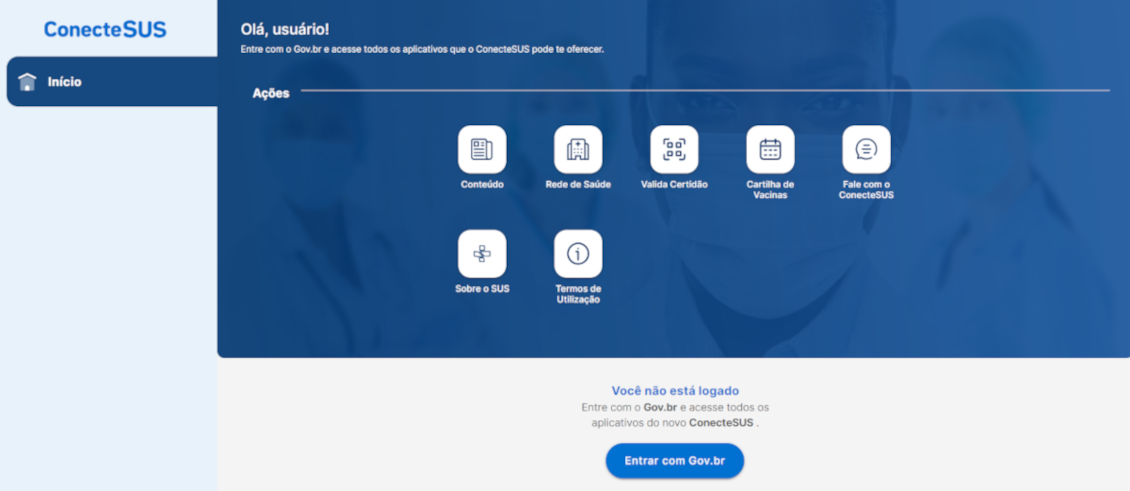 ConecteSUS
Início
Olá, usuário!
Entre com o Gov.br e acesse todos os aplicativos que o ConecteSUS pode te oferecer.
Ações
Conteúdo
Rede de Saúde
Valida Certidão
Cartilha de
Vacinas
Fale com o
ConecteSUS
Sobre o SUS
Termos de
Utilização
Você não está logado
Entre com o Gov.br e acesse todos os
aplicativos do novo ConecteSUS .
Entrar com Gov.br